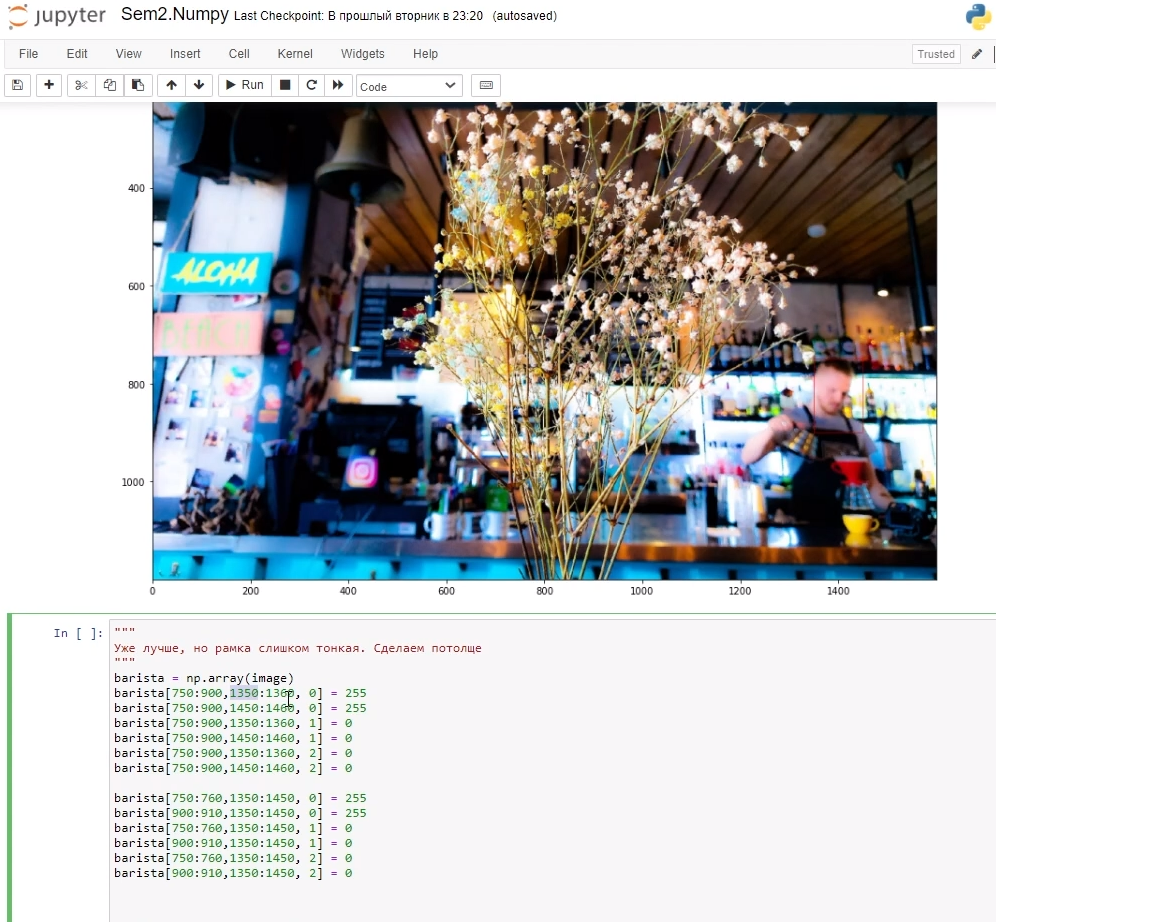 jupyter Sem2.Numpy Last Checkpoint: В прошлый вторник в 23:20 (autosaved)
File Edit View Insert Cell Kernel Widgets Help Trusted
Run Code
400
ALOHA
600
BEACH
800
1000
0 200 400 600 800 1000 1200 1400
In [ ]: """
Уже лучше, но рамка слишком тонкая. Сделаем потолще
"""
barista = np.array(image)
barista[750:900,1350:1360, 0] = 255
barista[750:900,1450:1460, 0] = 255
barista[750:900,1350:1360, 1] = 0
barista[750:900,1450:1460, 1] = 0
barista[750:900,1350:1360, 2] = 0
barista[750:900,1450:1460, 2] = 0
barista[750:760,1350:1450, 0] = 255
barista[900:910,1350:1450, 0] = 255
barista[750:760,1350:1450, 1] = 0
barista[900:910,1350:1450, 1] = 0
barista[750:760,1350:1450, 2] = 0
barista[900:910,1350:1450, 2] = 0